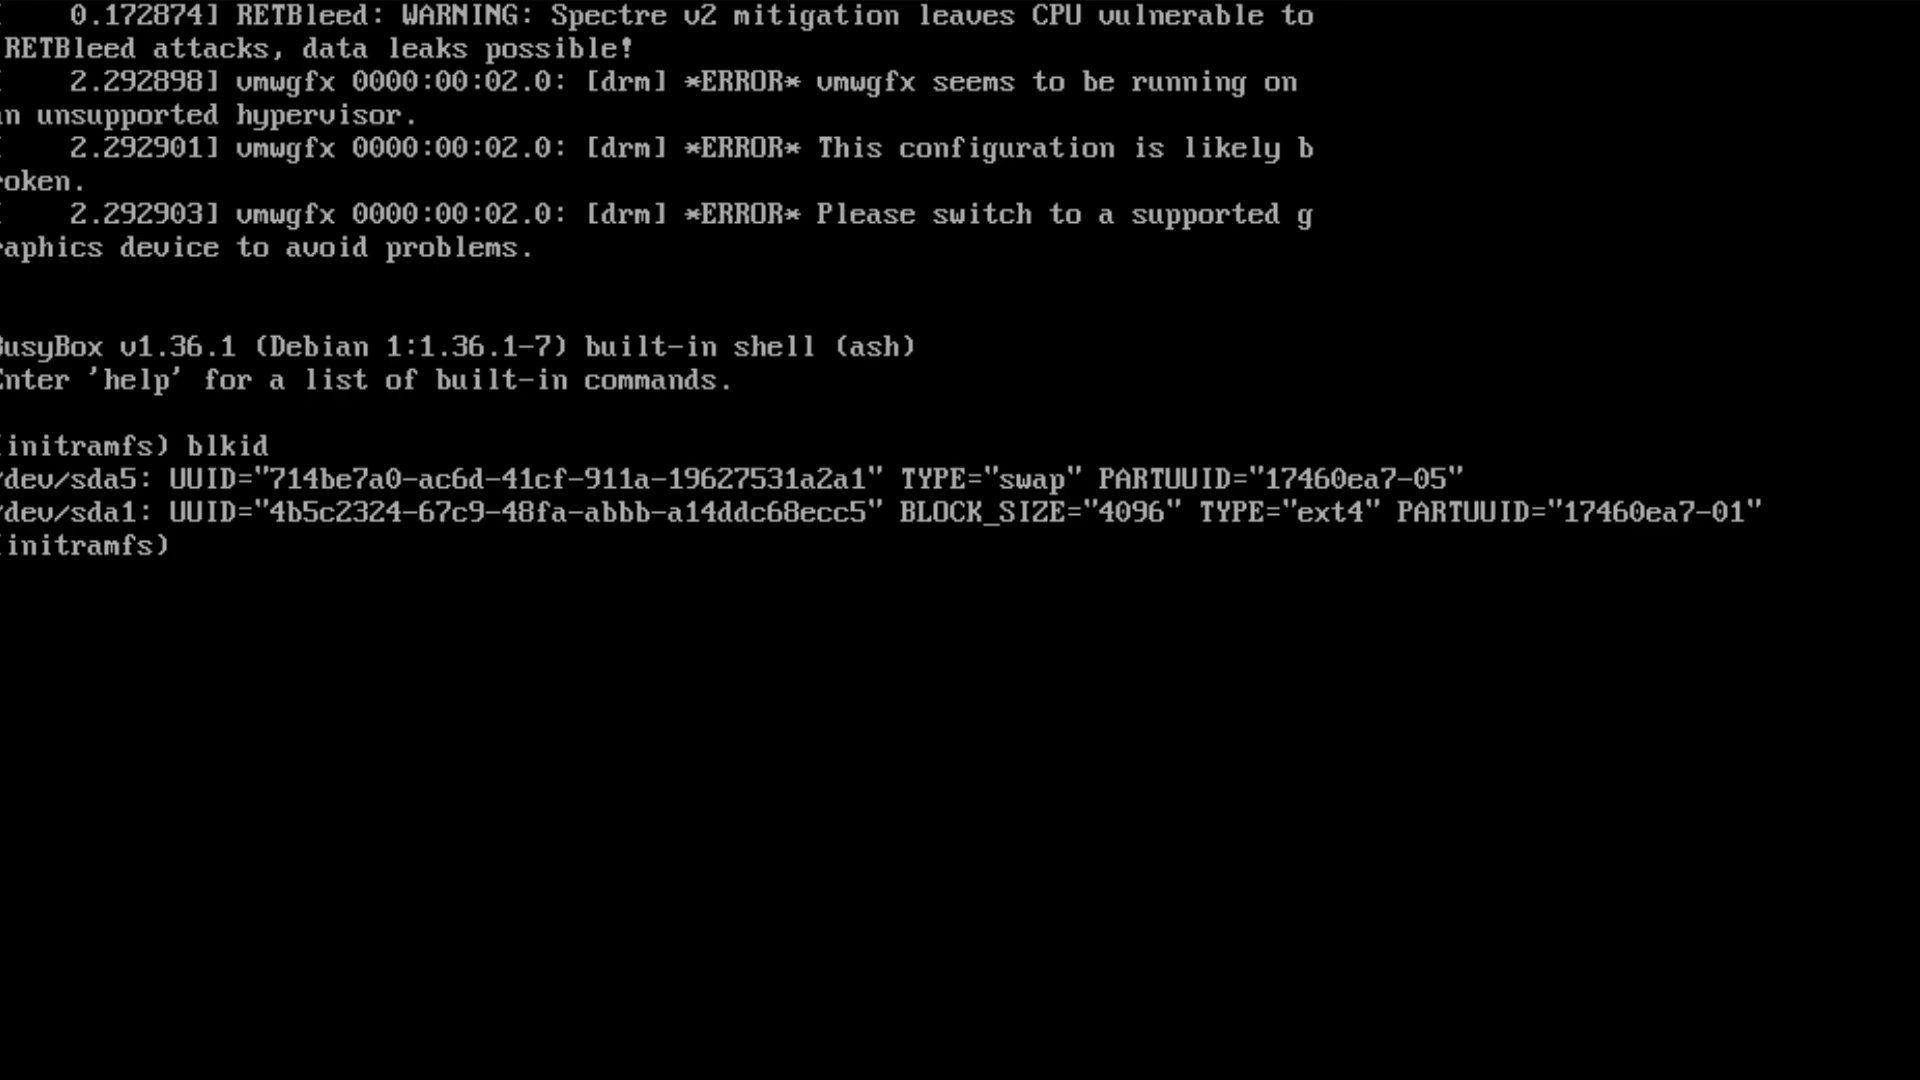 0.172874] RETBleed: WARNING: Spectre v2 mitigation leaves CPU vulnerable to
RETBleed attacks, data leaks possible!
[    2.292898] vmwgfx 0000:00:02.0: [drm] *ERROR* vmwgfx seems to be running on
an unsupported hypervisor.
[    2.292901] vmwgfx 0000:00:02.0: [drm] *ERROR* This configuration is likely b
roken.
[    2.292903] vmwgfx 0000:00:02.0: [drm] *ERROR* Please switch to a supported g
raphics device to avoid problems.
BusyBox v1.36.1 (Debian 1:1.36.1-7) built-in shell (ash)
Enter 'help' for a list of built-in commands.
(initramfs) blkid
/dev/sda5: UUID="714be7a0-ac6d-41cf-911a-19627531a2a1" TYPE="swap" PARTUUID="17460ea7-05"
/dev/sda1: UUID="4b5c2324-67c9-48fa-abbb-a14ddc68ecc5" BLOCK_SIZE="4096" TYPE="ext4" PARTUUID="17460ea7-01"
(initramfs)